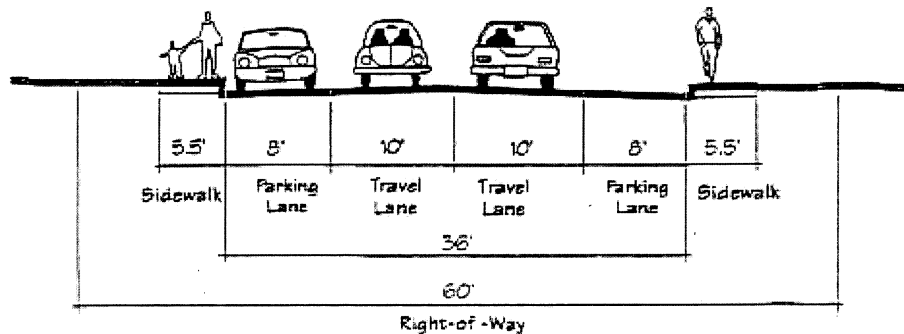 5.5' 8' 10' 10' 8' 5.5'
Sidewalk Parking Lane Travel Lane Travel Lane Parking Lane Sidewalk
36'
60'
Right-of-Way